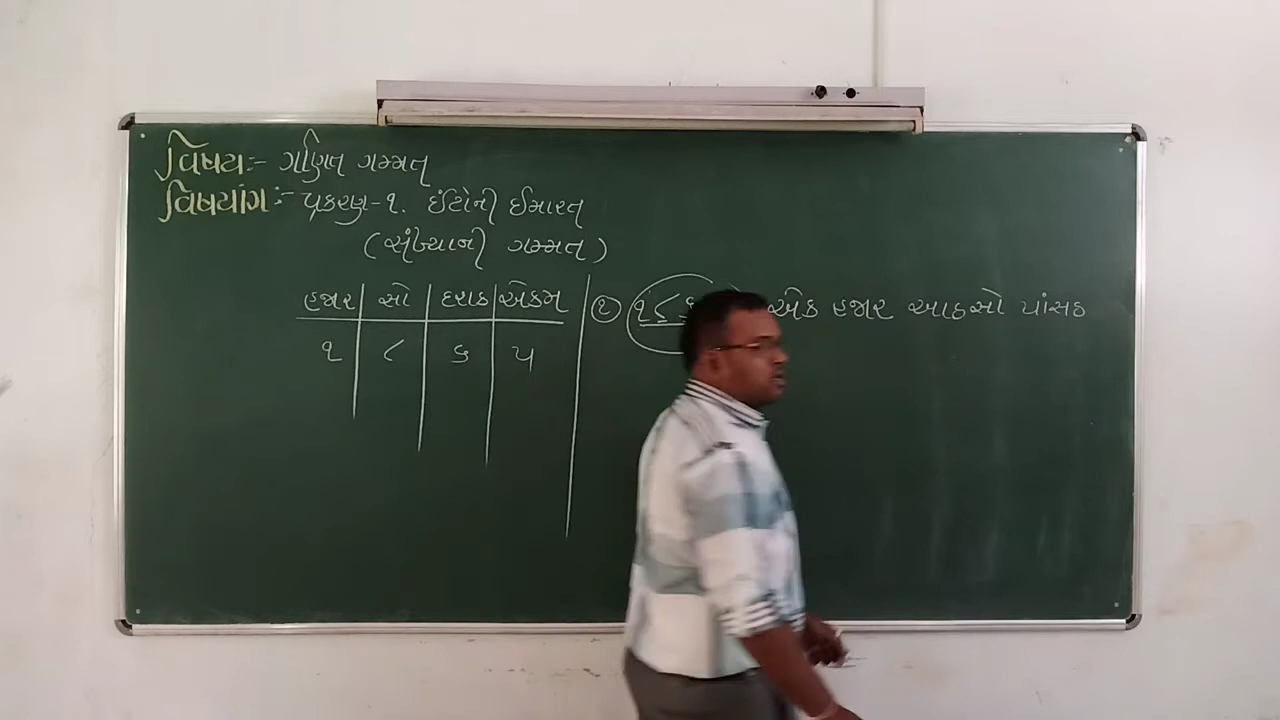 વિષય:- ગણિત ગમ્મત
વિષયાંગ:- પ્રકરણ-૧. ઈંટોની ઈમારત
(સંખ્યાની ગમ્મત)
હજાર સો દશક એકમ
૧ ૮ ૬ ૫
૧ ૧૮૬ એક હજાર આઠસો પાંસઠ